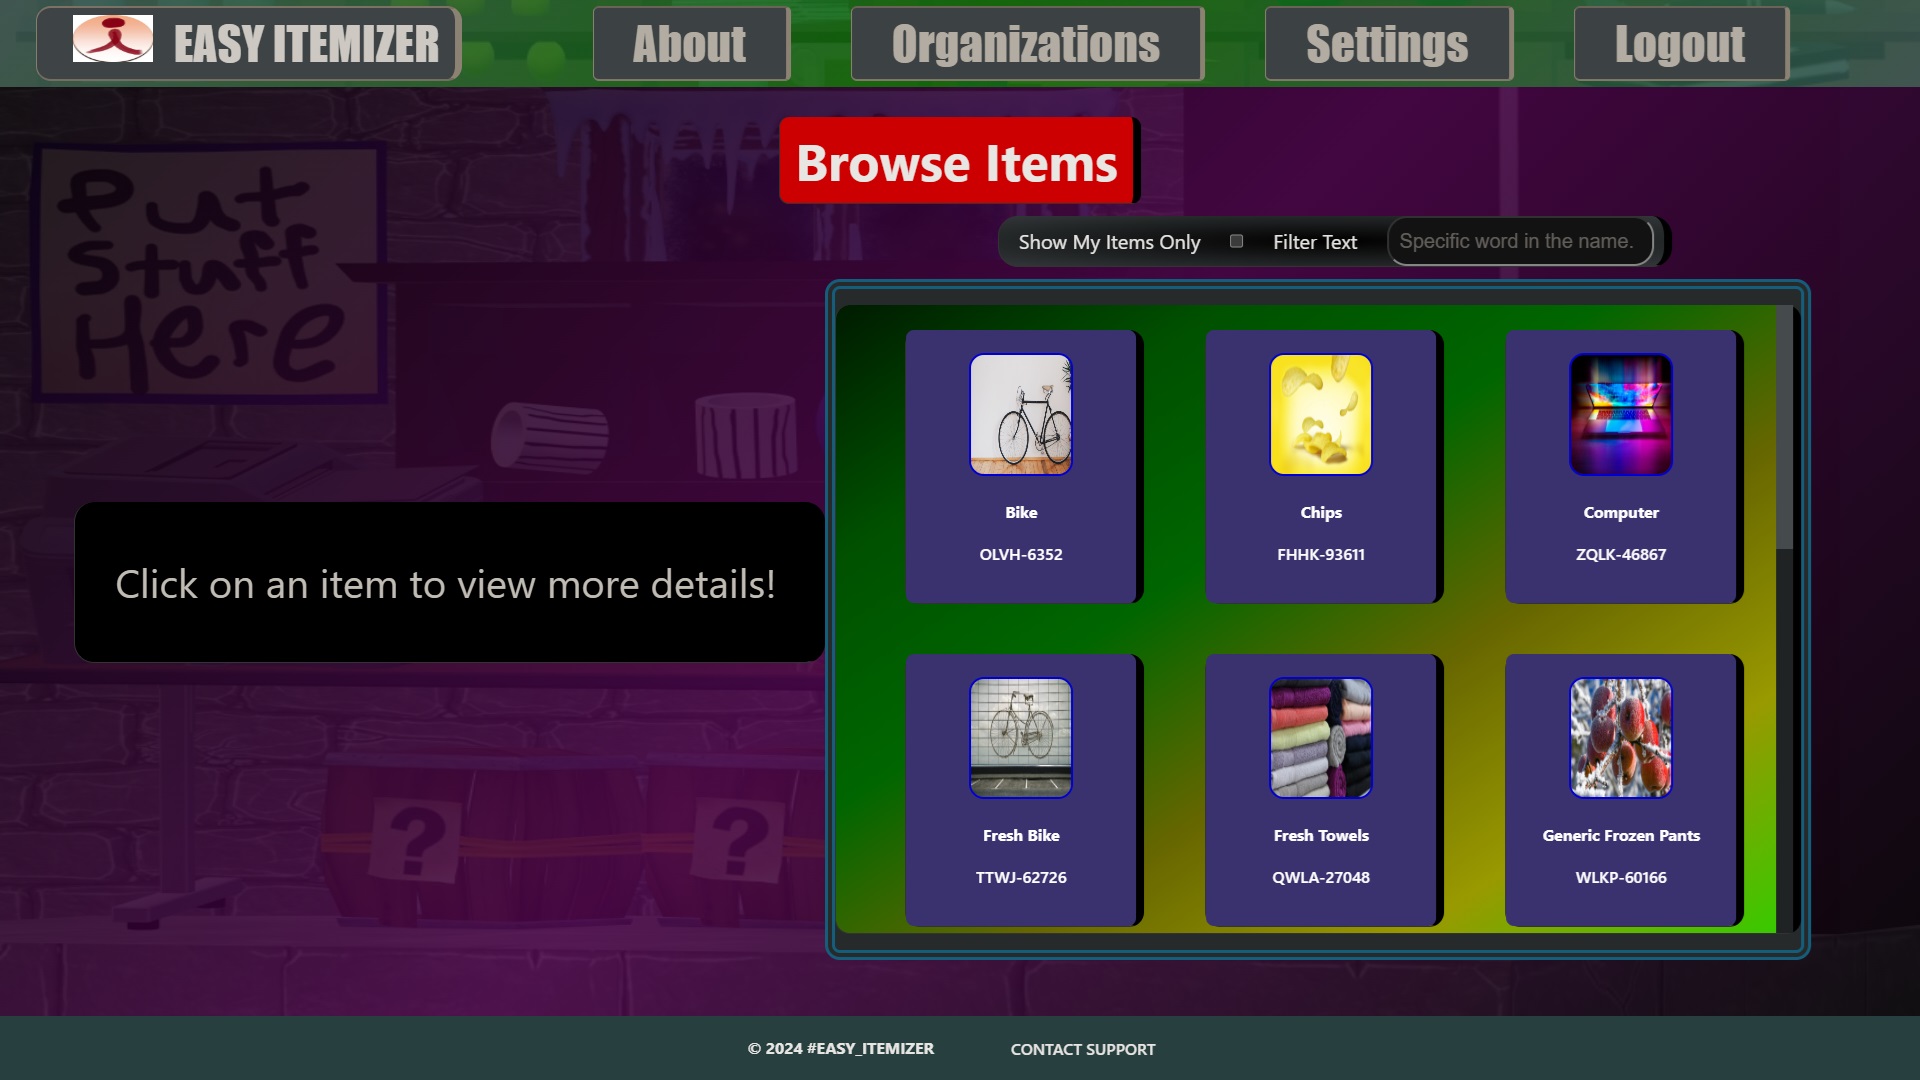 EASY ITEMIZER
About
Organizations
Settings
Logout
Browse Items
Put
Stuff
Here
Show My Items Only
Filter Text
Specific word in the name.
Bike
OLVH-6352
Chips
FHHK-93611
Computer
ZQLK-46867
Click on an item to view more details!
Fresh Bike
TTWJ-62726
Fresh Towels
QWLA-27048
Generic Frozen Pants
WLKP-60166
?
?
© 2024 #EASY_ITEMIZER
CONTACT SUPPORT